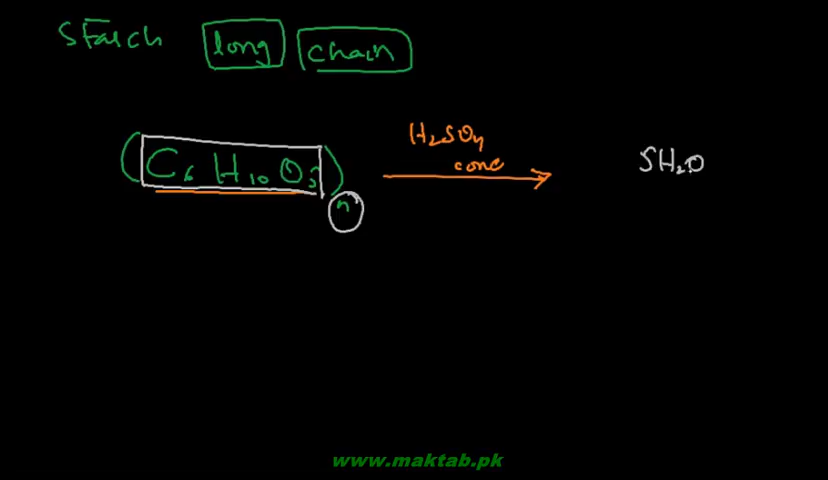 Starch long chain
H₂SO₄
(C₆H₁₀O₅)ₙ conc 5H₂O
www.maktab.pk